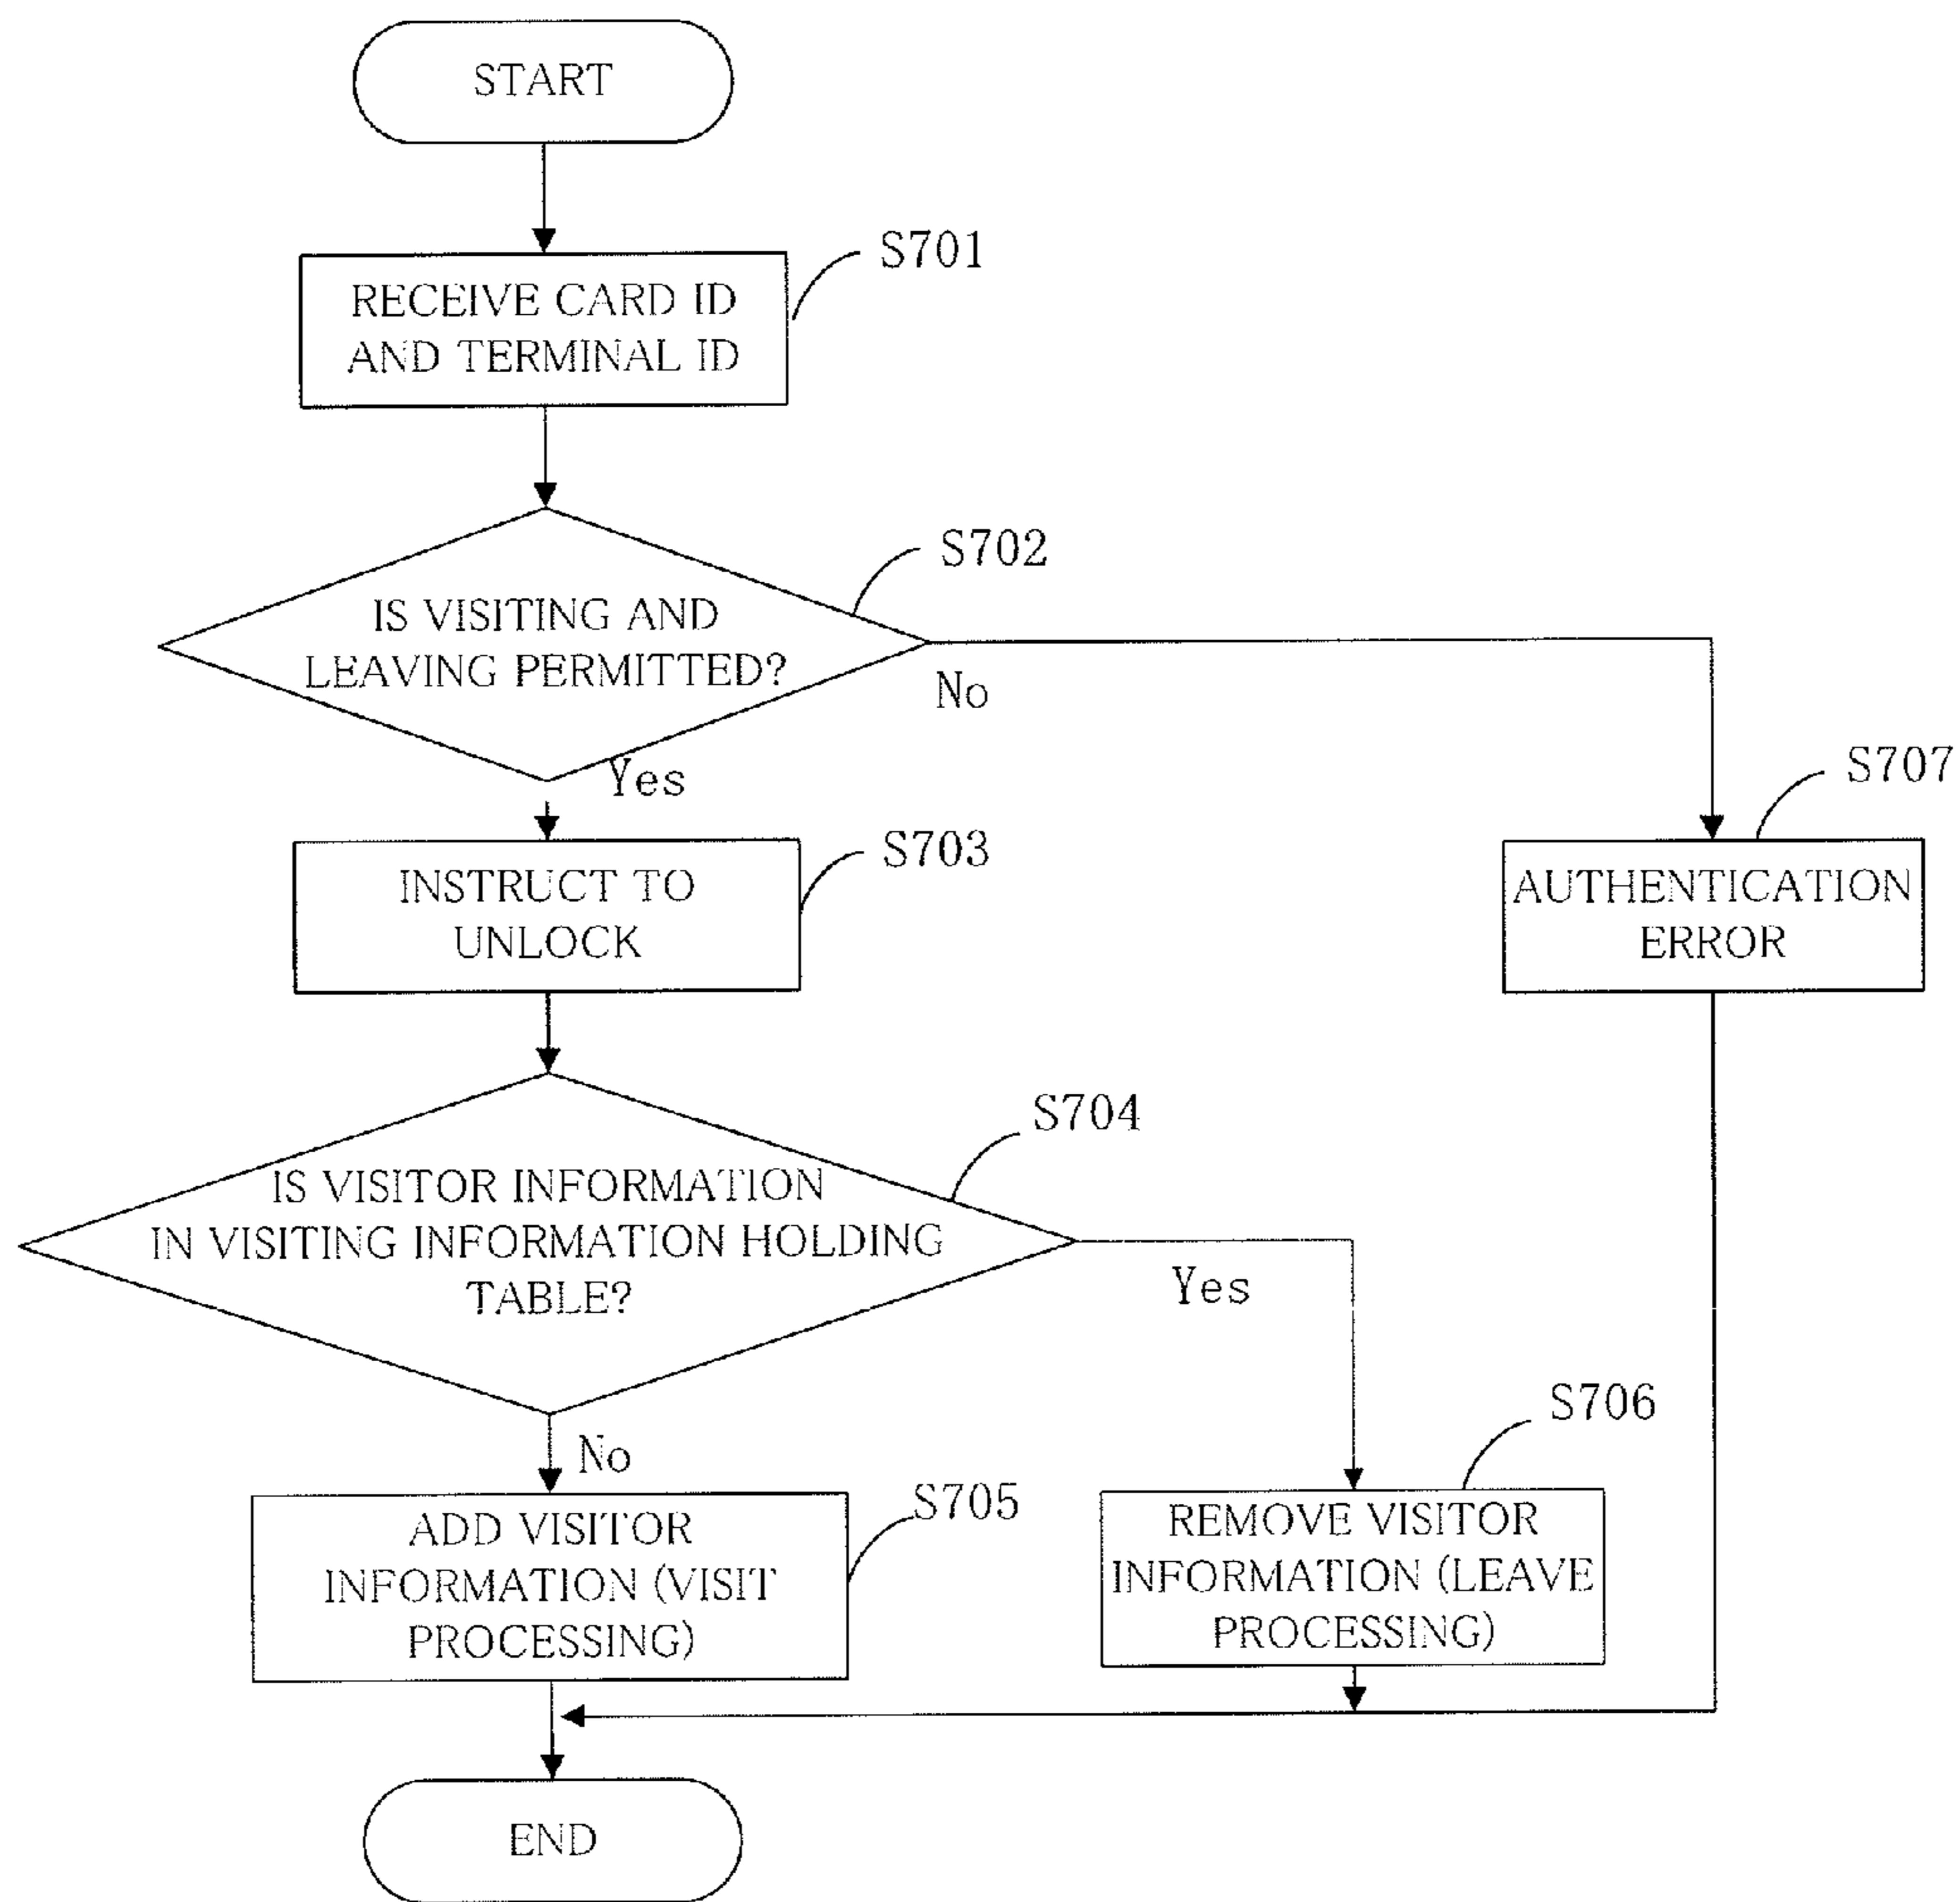 START
S701
RECEIVE CARD ID
AND TERMINAL ID
S702
IS VISITING AND
LEAVING PERMITTED?
No
Yes
S703
INSTRUCT TO
UNLOCK
S707
AUTHENTICATION
ERROR
S704
IS VISITOR INFORMATION
IN VISITING INFORMATION HOLDING
TABLE?
Yes
No
S705
ADD VISITOR
INFORMATION (VISIT
PROCESSING)
S706
REMOVE VISITOR
INFORMATION (LEAVE
PROCESSING)
END